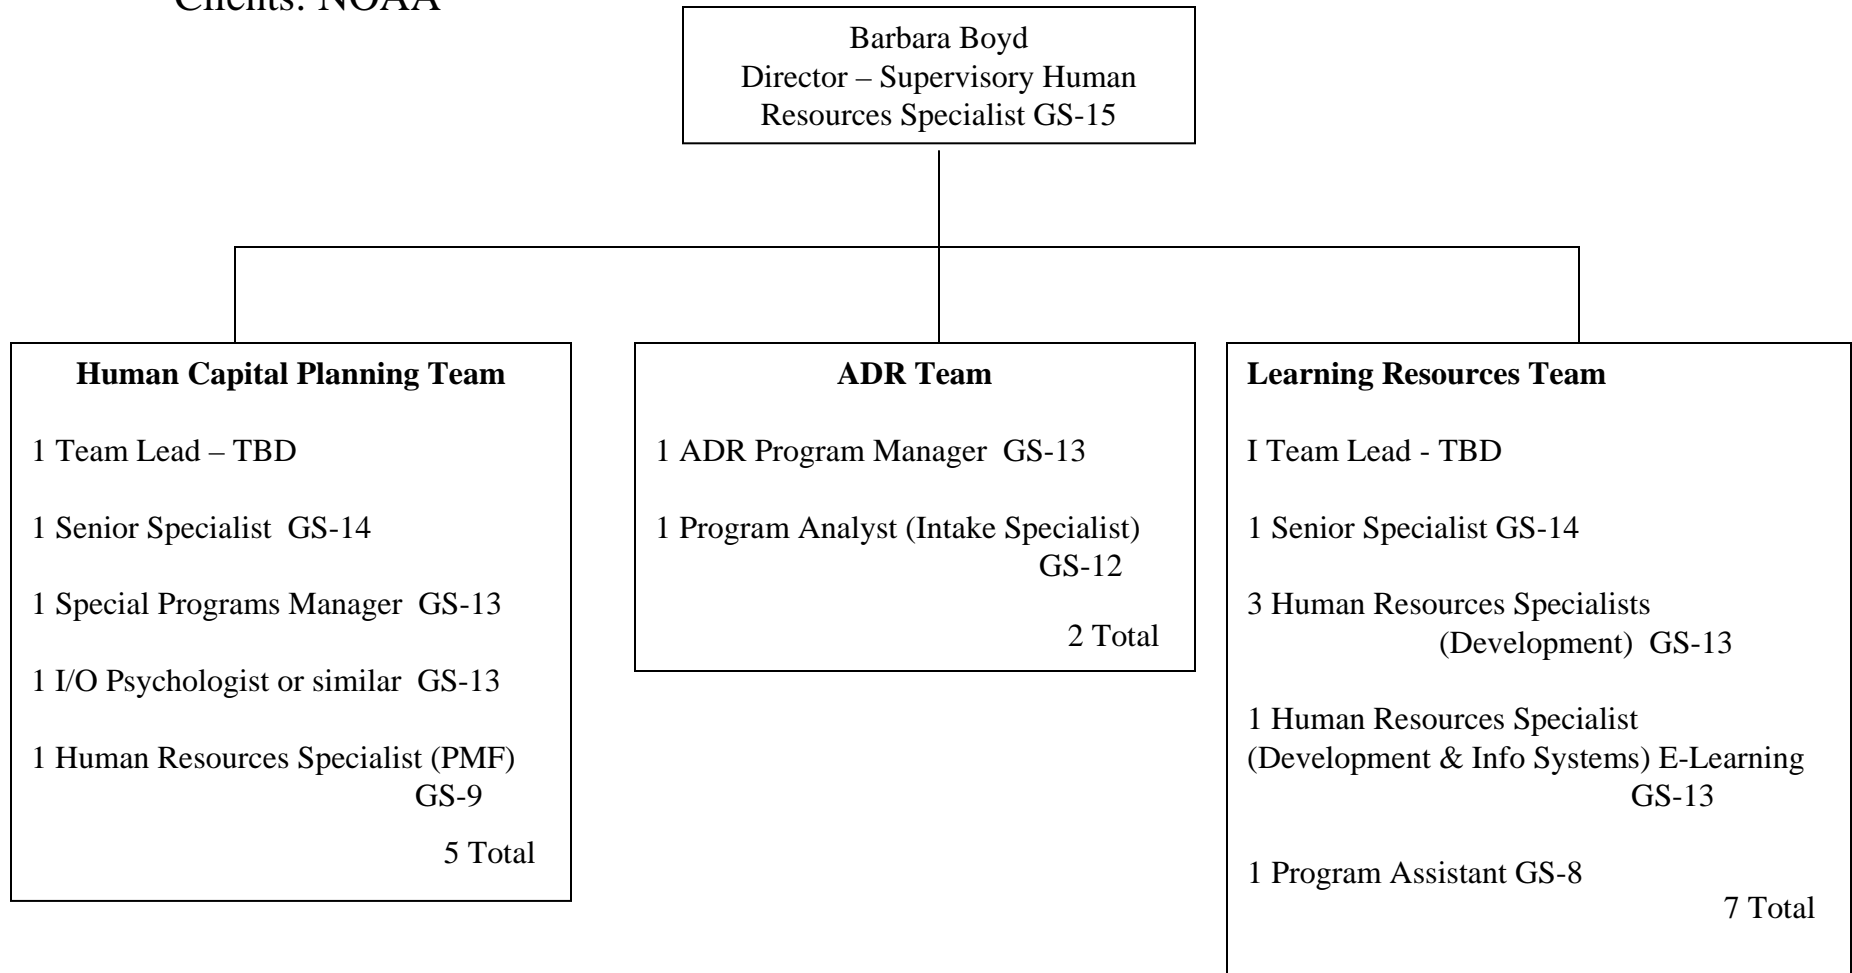 Clients: NOAA
Barbara Boyd
Director – Supervisory Human
Resources Specialist GS-15
Human Capital Planning Team
1 Team Lead – TBD
1 Senior Specialist  GS-14
1 Special Programs Manager  GS-13
1 I/O Psychologist or similar  GS-13
1 Human Resources Specialist (PMF)
GS-9
5 Total
ADR Team
1 ADR Program Manager  GS-13
1 Program Analyst (Intake Specialist)
GS-12
2 Total
Learning Resources Team
I Team Lead - TBD
1 Senior Specialist GS-14
3 Human Resources Specialists
(Development)  GS-13
1 Human Resources Specialist
(Development & Info Systems) E-Learning
GS-13
1 Program Assistant GS-8
7 Total